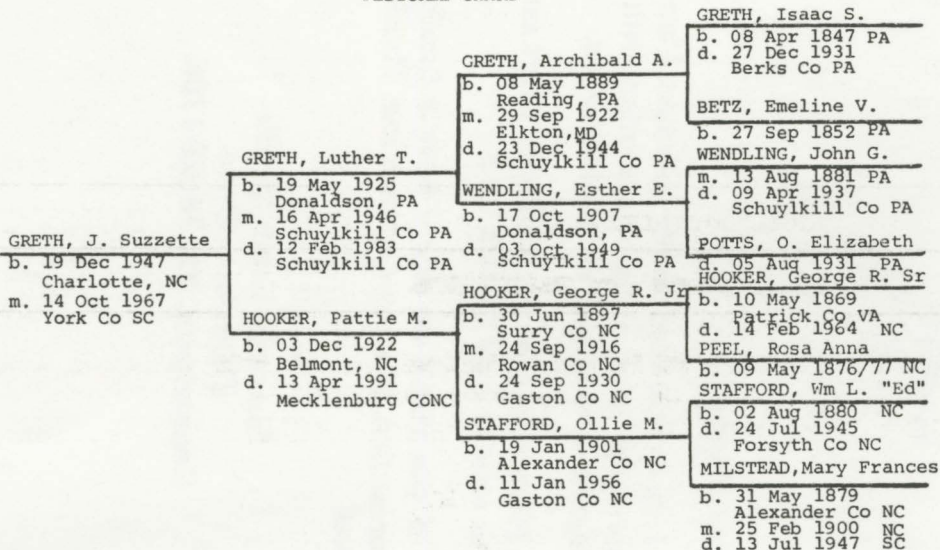 GRETH, J. Suzzette
b. 19 Dec 1947
Charlotte, NC
m. 14 Oct 1967
York Co SC
GRETH, Luther T.
b. 19 May 1925
Donaldson, PA
m. 16 Apr 1946
Schuylkill Co PA
d. 12 Feb 1983
Schuylkill Co PA
HOOKER, Pattie M.
b. 03 Dec 1922
Belmont, NC
d. 13 Apr 1991
Mecklenburg CoNC
GRETH, Archibald A.
b. 08 May 1889
Reading, PA
m. 29 Sep 1922
Elkton,MD
d. 23 Dec 1944
Schuylkill Co PA
WENDLING, Esther E.
b. 17 Oct 1907
Donaldson, PA
d. 03 Oct 1949
Schuylkill Co PA
HOOKER, George R. Jr
b. 30 Jun 1897
Surry Co NC
m. 24 Sep 1916
Rowan Co NC
d. 24 Sep 1930
Gaston Co NC
STAFFORD, Ollie M.
b. 19 Jan 1901
Alexander Co NC
d. 11 Jan 1956
Gaston Co NC
GRETH, Isaac S.
b. 08 Apr 1847 PA
d. 27 Dec 1931
Berks Co PA
BETZ, Emeline V.
b. 27 Sep 1852 PA
WENDLING, John G.
m. 13 Aug 1881 PA
d. 09 Apr 1937
Schuylkill Co PA
POTTS, O. Elizabeth
d. 05 Aug 1931 PA
HOOKER, George R. Sr
b. 10 May 1869
Patrick Co VA
d. 14 Feb 1964 NC
PEEL, Rosa Anna
b. 09 May 1876/77 NC
STAFFORD, Wm L. "Ed"
b. 02 Aug 1880 NC
d. 24 Jul 1945
Forsyth Co NC
MILSTEAD,Mary Frances
b. 31 May 1879
Alexander Co NC
m. 25 Feb 1900 NC
d. 13 Jul 1947 SC